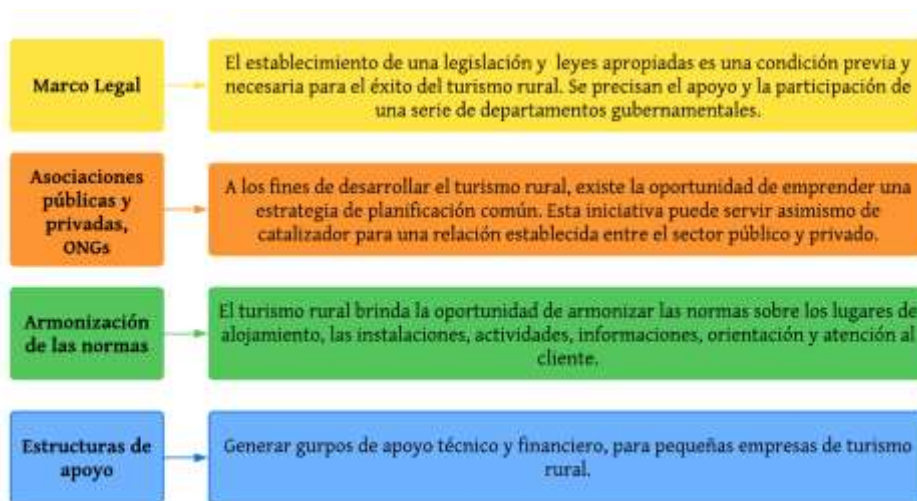 Marco Legal
El establecimiento de una legislación y leyes apropiadas es una condición previa y
necesaria para el éxito del turismo rural. Se precisan el apoyo y la participación de
una serie de departamentos gubernamentales.
Asociaciones
públicas y
privadas,
ONGs
A los fines de desarrollar el turismo rural, existe la oportunidad de emprender una
estrategia de planificación común. Esta iniciativa puede servir asimismo de
catalizador para una relación establecida entre el sector público y privado.
Armonización
de las normas
El turismo rural brinda la oportunidad de armonizar las normas sobre los lugares de
alojamiento, las instalaciones, actividades, informaciones, orientación y atención al
cliente.
Estructuras de
apoyo
Generar gurpos de apoyo técnico y financiero, para pequeñas empresas de turismo
rural.